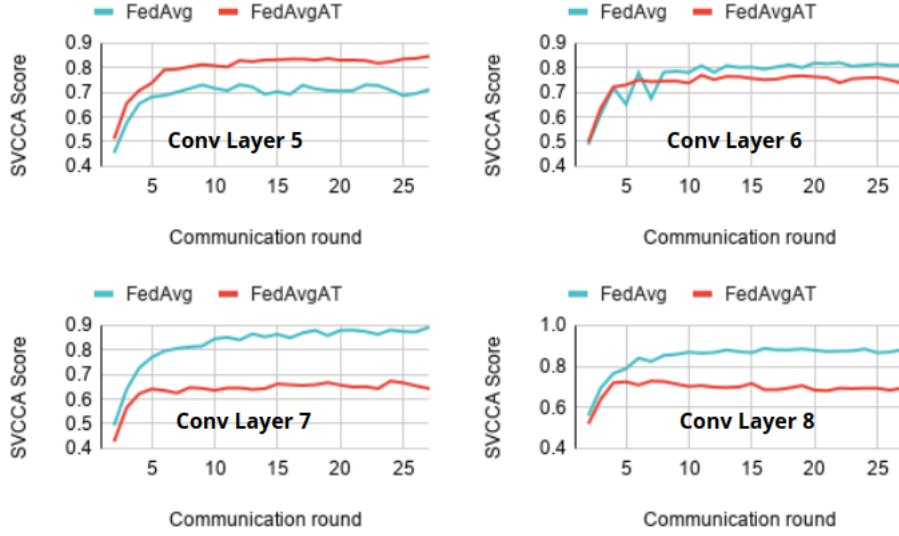 FedAvg FedAvgAT
SVCCA Score
0.9
0.8
0.7
0.6
0.5
0.4
Conv Layer 5
5 10 15 20 25
Communication round
FedAvg FedAvgAT
SVCCA Score
0.9
0.8
0.7
0.6
0.5
0.4
Conv Layer 6
5 10 15 20 25
Communication round
FedAvg FedAvgAT
SVCCA Score
0.9
0.8
0.7
0.6
0.5
0.4
Conv Layer 7
5 10 15 20 25
Communication round
FedAvg FedAvgAT
SVCCA Score
1.0
0.8
0.6
0.4
Conv Layer 8
5 10 15 20 25
Communication round